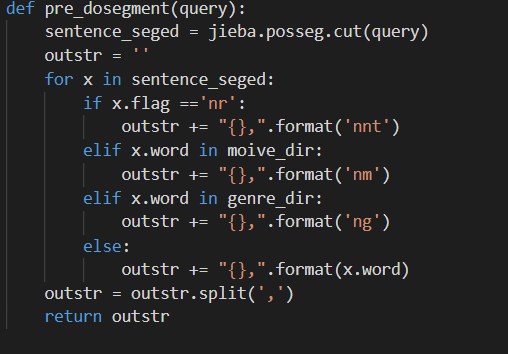 def pre_dosegment(query):
    sentence_seged = jieba.posseg.cut(query)
    outstr = ''
    for x in sentence_seged:
        if x.flag =='nr':
            outstr += "{},".format('nnt')
        elif x.word in moive_dir:
            outstr += "{},".format('nm')
        elif x.word in genre_dir:
            outstr += "{},".format('ng')
        else:
            outstr += "{},".format(x.word)
    outstr = outstr.split(',')
    return outstr